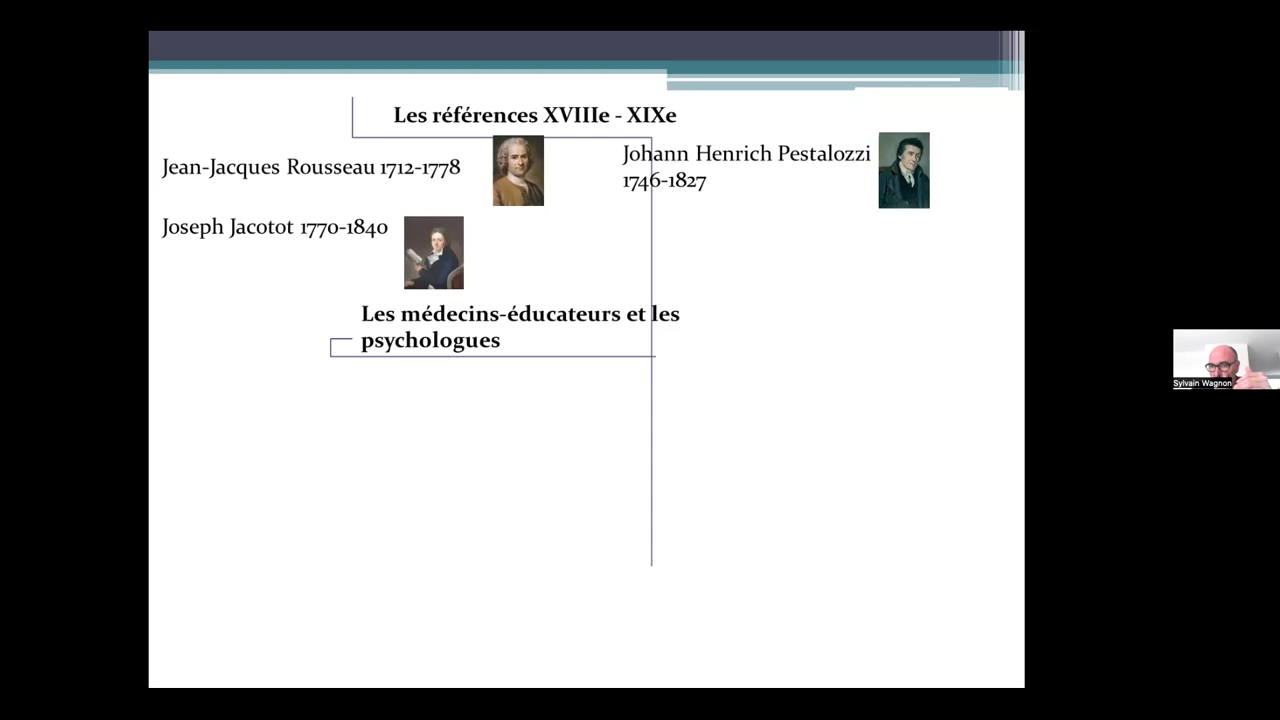 Les références XVIIIe - XIXe
Jean-Jacques Rousseau 1712-1778
Johann Henrich Pestalozzi
1746-1827
Joseph Jacotot 1770-1840
Les médecins-éducateurs et les
psychologues
Sylvain Wagnon